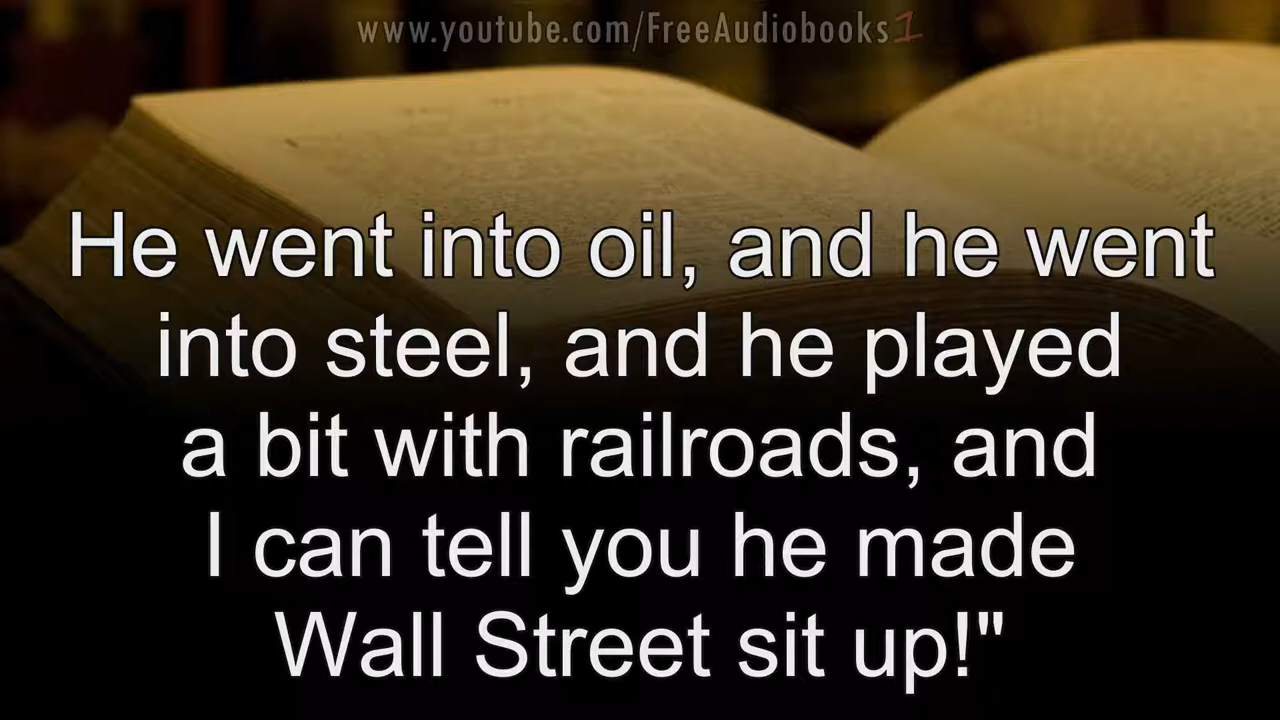 www.youtube.com/FreeAudiobooks1
He went into oil, and he went
into steel, and he played
a bit with railroads, and
I can tell you he made
Wall Street sit up!"